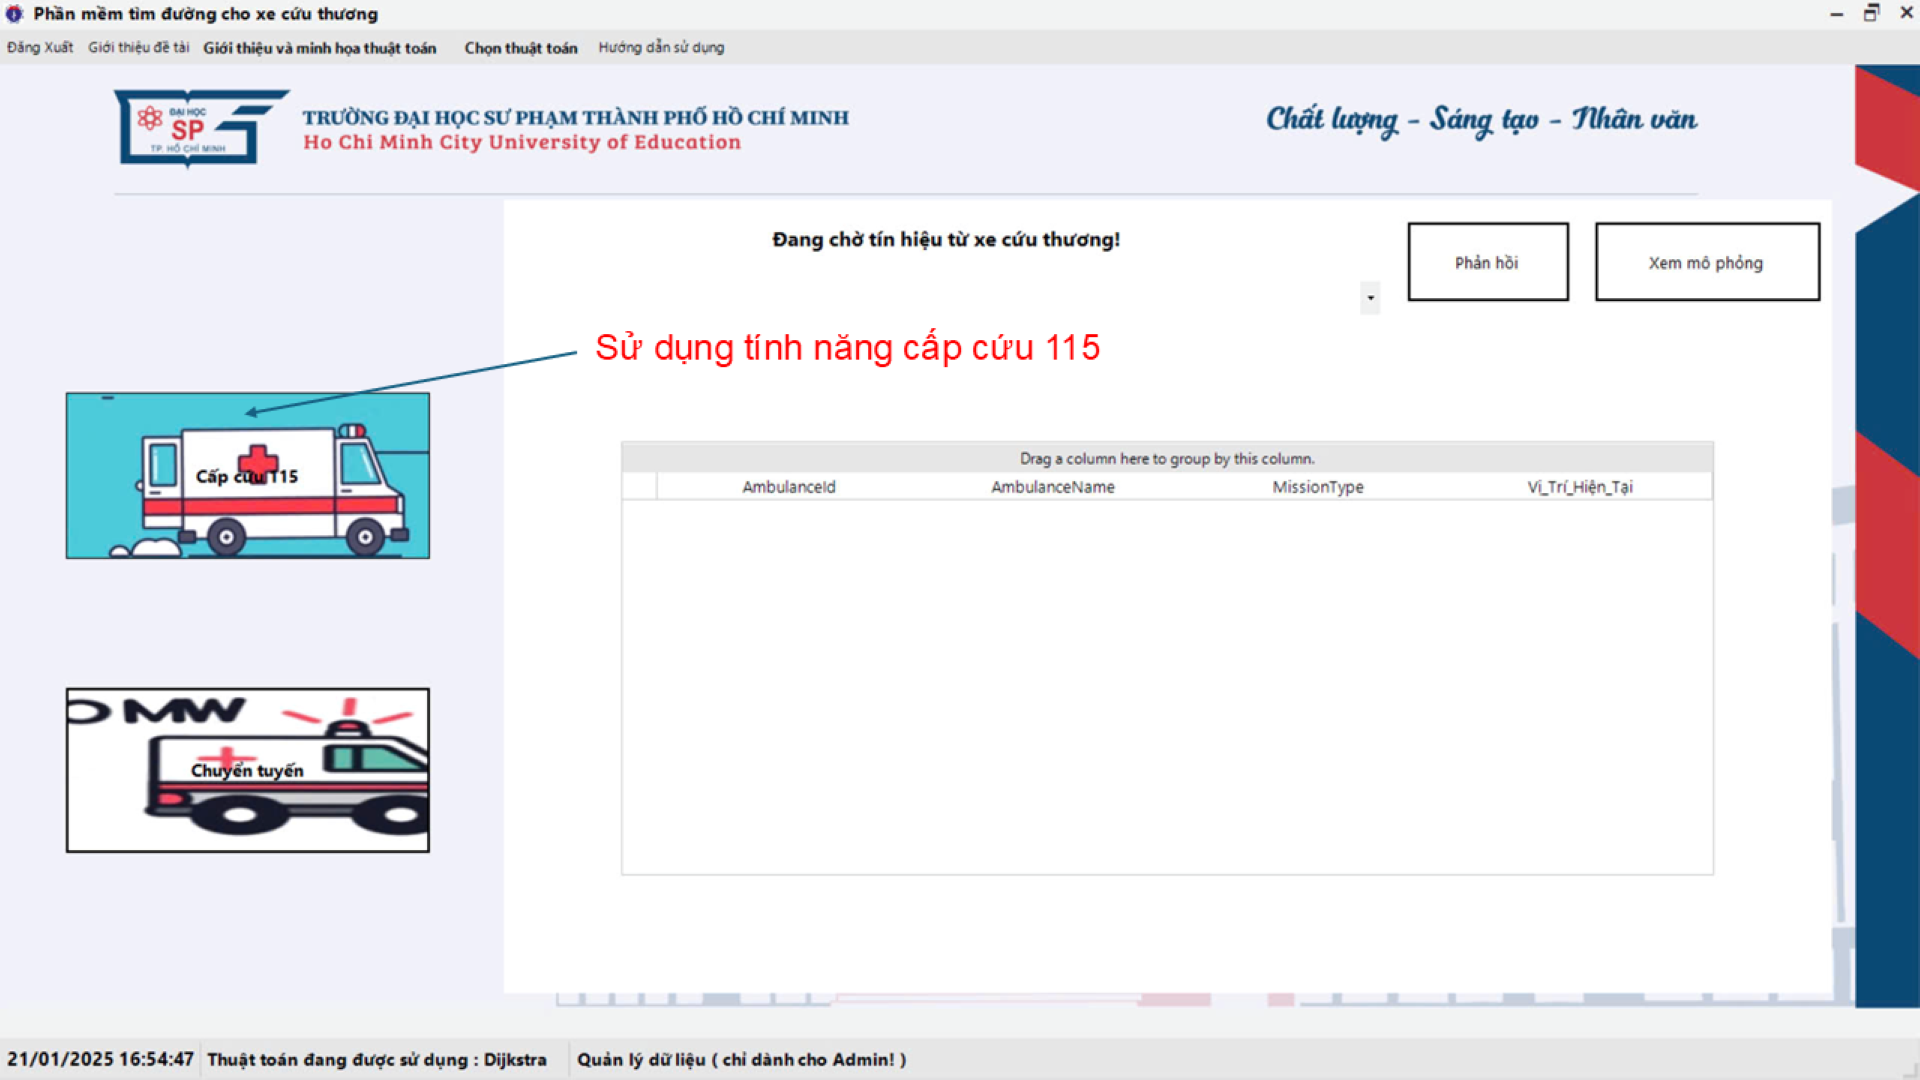 Phần mềm tìm đường cho xe cứu thương
Đăng Xuất Giới thiệu đề tài Giới thiệu và minh họa thuật toán Chọn thuật toán Hướng dẫn sử dụng
ĐẠI HỌC
SP
TP. HỒ CHÍ MINH
TRƯỜNG ĐẠI HỌC SƯ PHẠM THÀNH PHỐ HỒ CHÍ MINH
Ho Chi Minh City University of Education
Chất lượng - Sáng tạo - Nhân văn
Đang chờ tín hiệu từ xe cứu thương!
Phản hồi
Xem mô phỏng
Sử dụng tính năng cấp cứu 115
Cấp cứu 115
Drag a column here to group by this column.
AmbulanceId AmbulanceName MissionType Vị_Trí_Hiện_Tại
OMW
Chuyển tuyến
21/01/2025 16:54:47 Thuật toán đang được sử dụng : Dijkstra Quản lý dữ liệu ( chỉ dành cho Admin! )